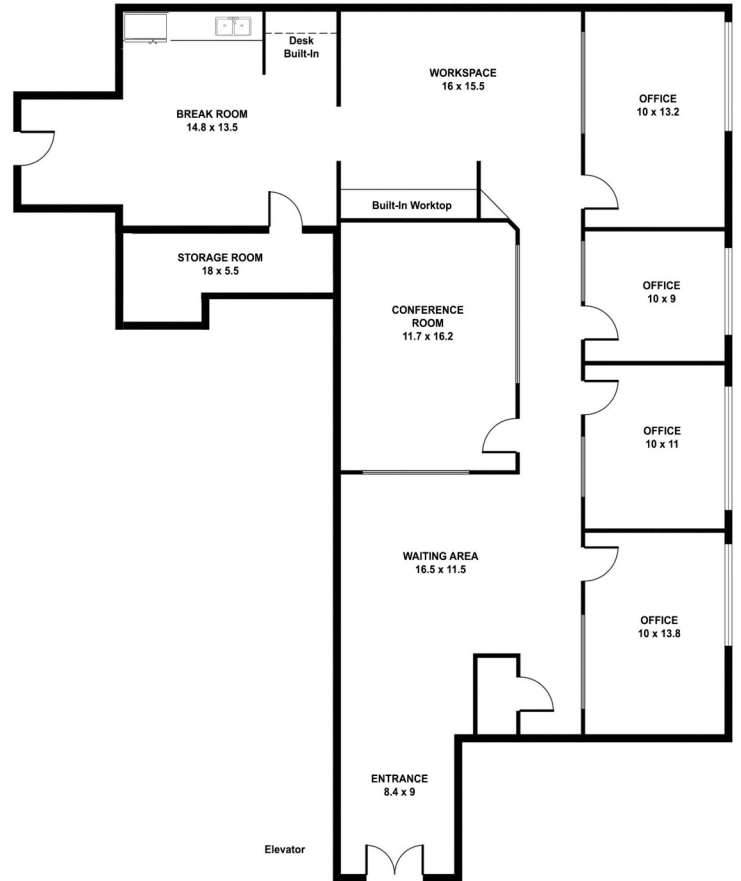 Desk
Built-In
WORKSPACE
16 x 15.5
OFFICE
10 x 13.2
BREAK ROOM
14.8 x 13.5
Built-In Worktop
STORAGE ROOM
18 x 5.5
OFFICE
10 x 9
CONFERENCE
ROOM
11.7 x 16.2
OFFICE
10 x 11
WAITING AREA
16.5 x 11.5
OFFICE
10 x 13.8
ENTRANCE
8.4 x 9
Elevator